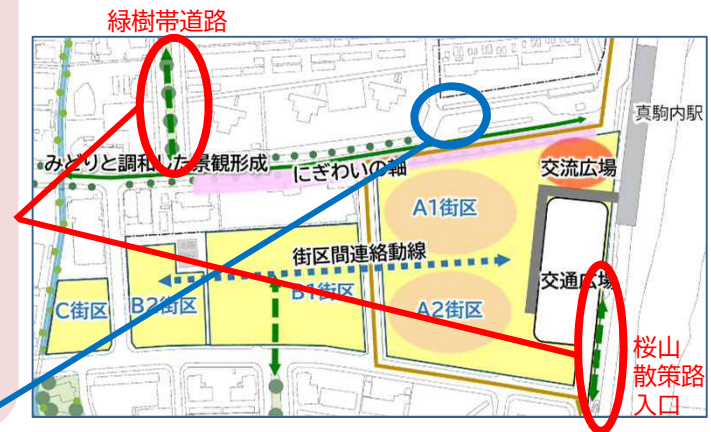 緑樹帯道路
真駒内駅
みどりと調和した景観形成
にぎわいの軸
交流広場
A1街区
街区間連絡動線
交通広場
C街区
B2街区
B1街区
A2街区
桜山
散策路
入口